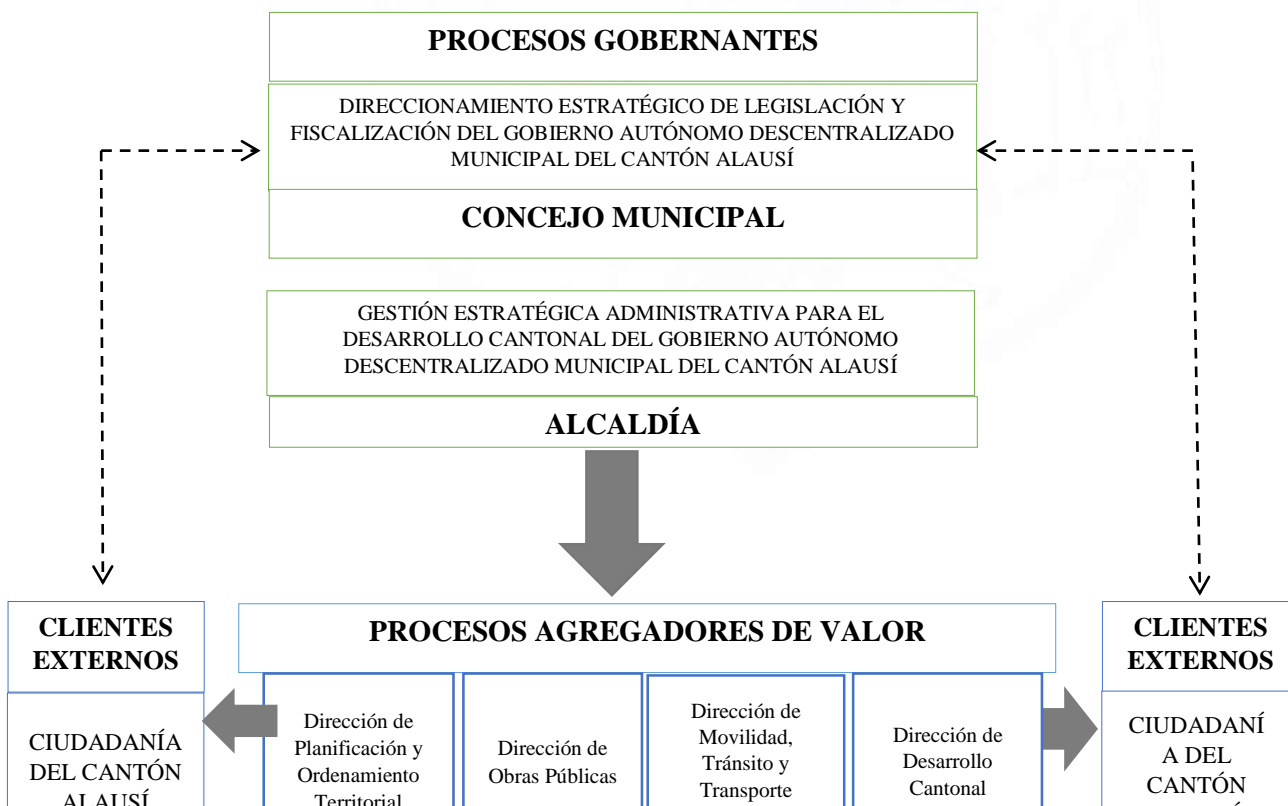 PROCESOS GOBERNANTES
DIRECCIONAMIENTO ESTRATÉGICO DE LEGISLACIÓN Y
FISCALIZACIÓN DEL GOBIERNO AUTÓNOMO DESCENTRALIZADO
MUNICIPAL DEL CANTÓN ALAUSÍ
CONCEJO MUNICIPAL
GESTIÓN ESTRATÉGICA ADMINISTRATIVA PARA EL
DESARROLLO CANTONAL DEL GOBIERNO AUTÓNOMO
DESCENTRALIZADO MUNICIPAL DEL CANTÓN ALAUSÍ
ALCALDÍA
CLIENTES
EXTERNOS
CIUDADANÍA
DEL CANTÓN
ALAUSÍ
PROCESOS AGREGADORES DE VALOR
Dirección de
Planificación y
Ordenamiento
Territorial
Dirección de
Obras Públicas
Dirección de
Movilidad,
Tránsito y
Transporte
Dirección de
Desarrollo
Cantonal
CLIENTES
EXTERNOS
CIUDADANÍ
A DEL
CANTÓN